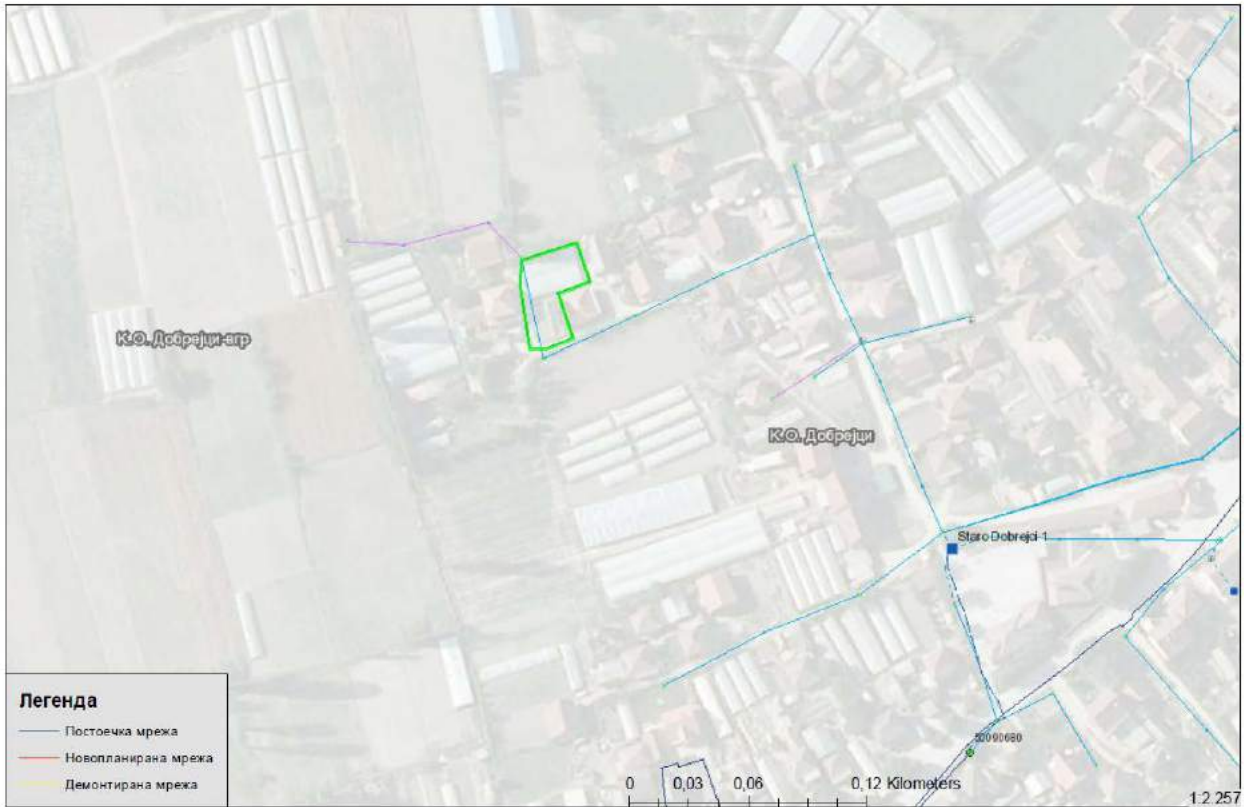 К.О. Добрејци-вгр
К.О. Добрејци
Staro Dobrejci 1
50090680
Легенда
Постоечка мрежа
Новопланирана мрежа
Демонтирана мрежа
0 0,03 0,06 0,12 Kilometers
1:2.257